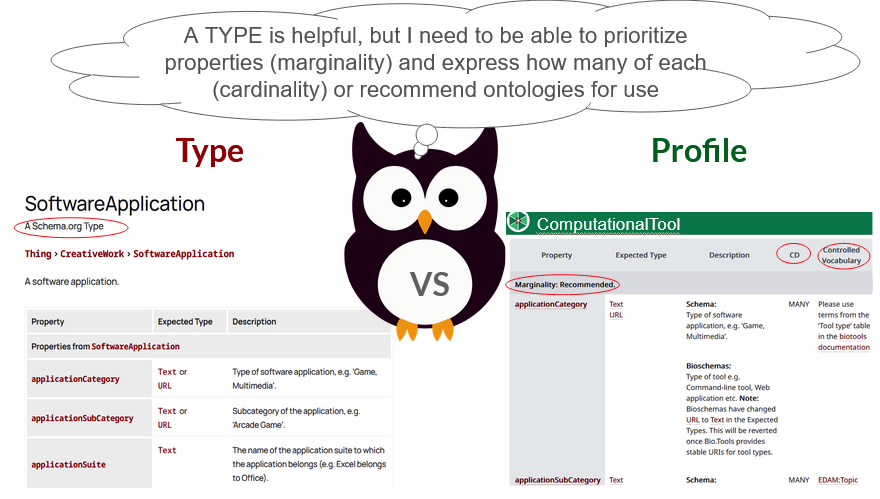 A TYPE is helpful, but I need to be able to prioritize
properties (marginality) and express how many of each
(cardinality) or recommend ontologies for use
Type
Profile
VS
SoftwareApplication
A Schema.org Type
Thing › CreativeWork › SoftwareApplication
A software application.
Property Expected Type Description
Properties from SoftwareApplication
applicationCategory Text or Type of software application, e.g. 'Game,
URL Multimedia'.
applicationSubCategory Text or Subcategory of the application, e.g.
URL 'Arcade Game'.
applicationSuite Text The name of the application suite to which
the application belongs (e.g. Excel belongs
to Office).
ComputationalTool
Property Expected Type Description CD Controlled
Vocabulary
Marginality: Recommended.
applicationCategory Text Schema: MANY Please use
URL Type of software terms from the
application, e.g. 'Game, 'Tool type' table
Multimedia'. in the biotools
documentation
Bioschemas:
Type of tool e.g.
Command-line tool, Web
application etc. Note:
Bioschemas have changed
URL to Text in the Expected
Types. This will be reverted
once Bio.Tools provides
stable URIs for tool types.
applicationSubCategory Text Schema: MANY EDAM:Topic